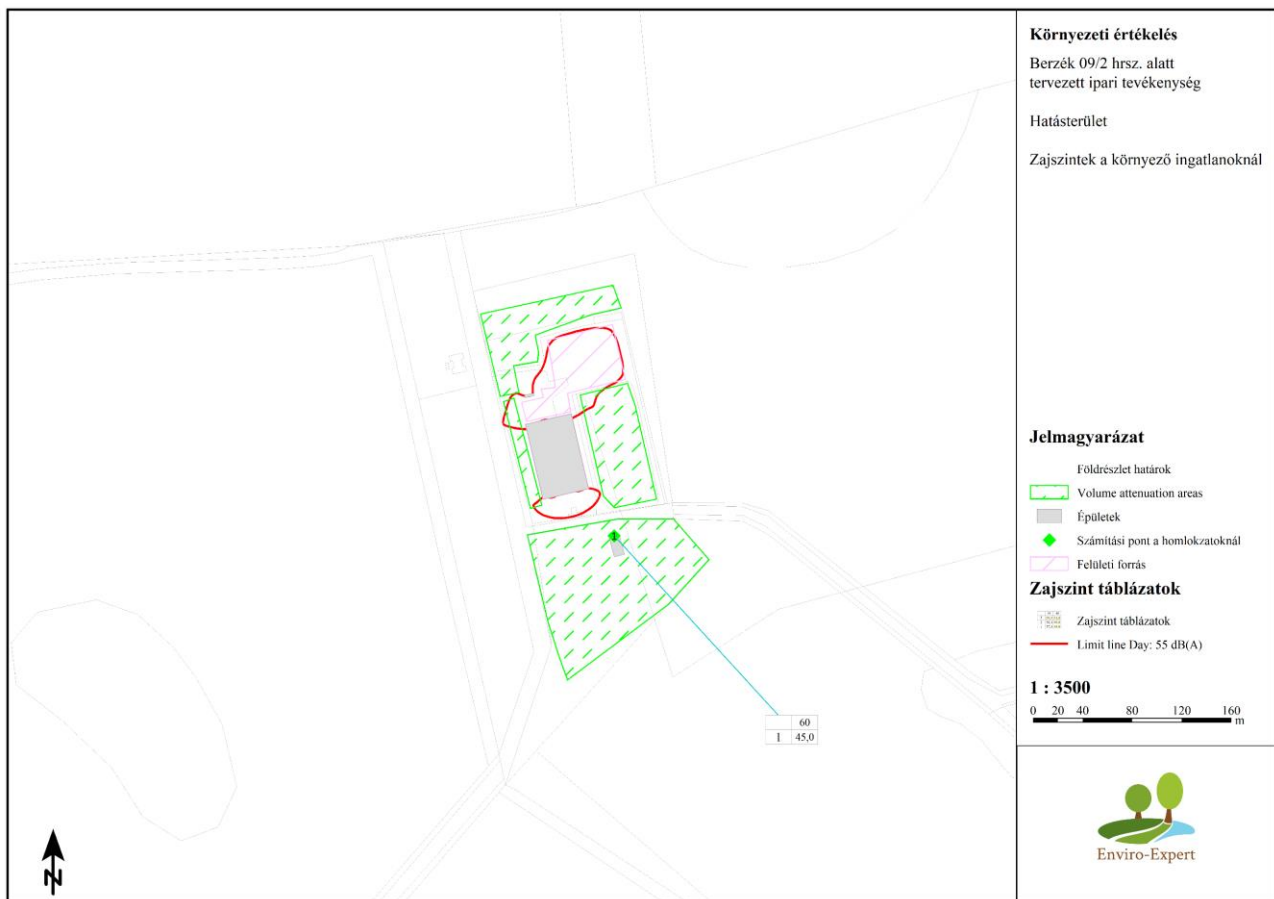 Környezeti értékelés
Berzék 09/2 hrsz. alatt
tervezett ipari tevékenység
Hatásterület
Zajszintek a környező ingatlanoknál
Jelmagyarázat
Földrészlet határok
Volume attenuation areas
Épületek
Számítási pont a homlokzatoknál
Felületi forrás
Zajszint táblázatok
Zajszint táblázatok
Limit line Day: 55 dB(A)
1 : 3500
0 20 40 80 120 160
m
Enviro-Expert
1
60
1 45,0
N